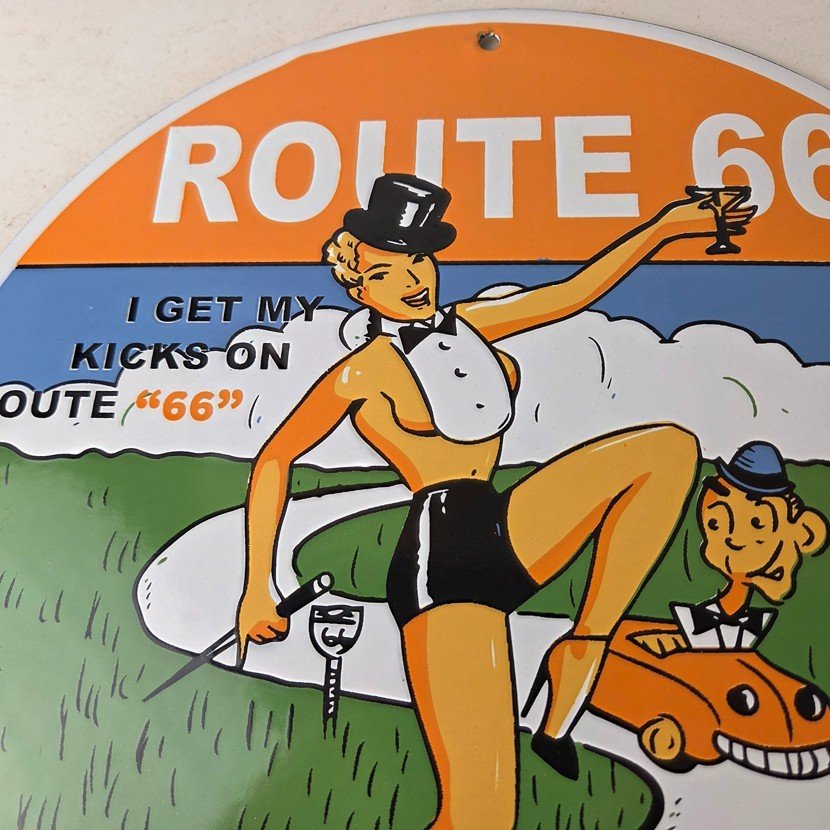 ROUTE 66
I GET MY
KICKS ON
OUTE “66”